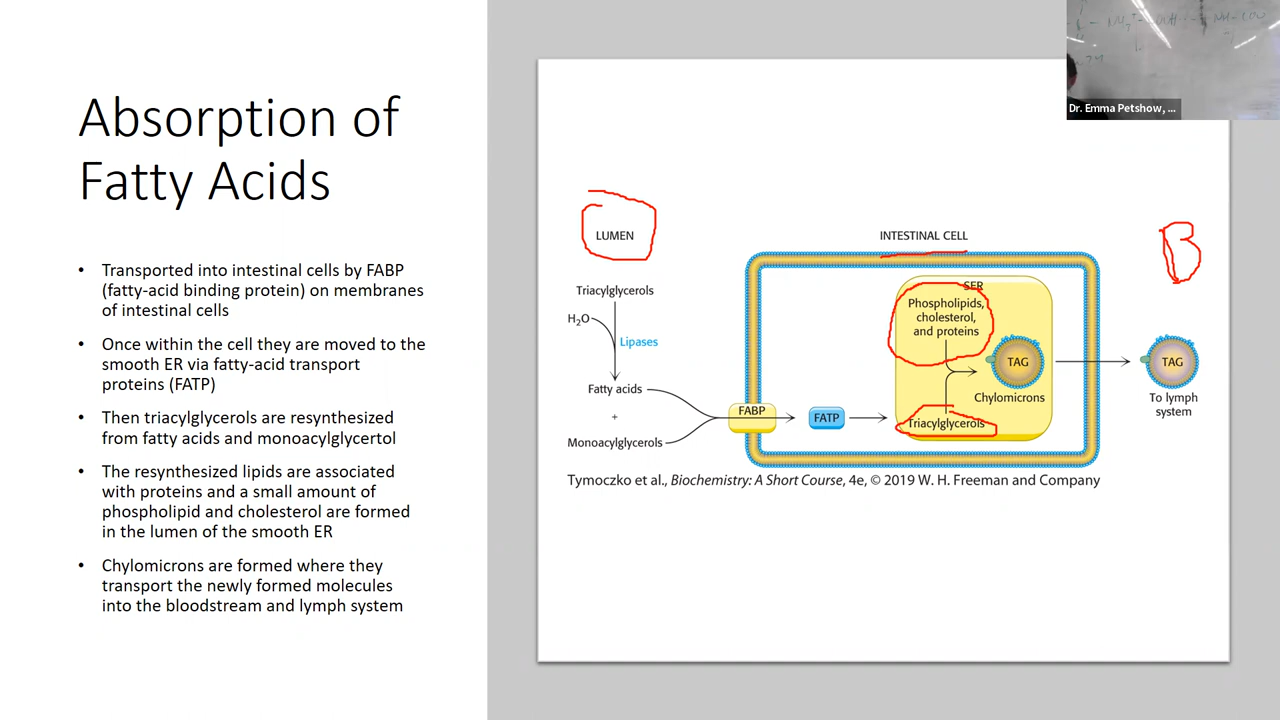 Absorption of
Fatty Acids
• Transported into intestinal cells by FABP
(fatty-acid binding protein) on membranes
of intestinal cells
• Once within the cell they are moved to the
smooth ER via fatty-acid transport
proteins (FATP)
• Then triacylglycerols are resynthesized
from fatty acids and monoacylglycertol
• The resynthesized lipids are associated
with proteins and a small amount of
phospholipid and cholesterol are formed
in the lumen of the smooth ER
• Chylomicrons are formed where they
transport the newly formed molecules
into the bloodstream and lymph system
Dr. Emma Petshow, ...
LUMEN
INTESTINAL CELL
B
Triacylglycerols
H₂O
Lipases
Fatty acids
+
Monoacylglycerols
FABP
FATP
SER
Phospholipids,
cholesterol,
and proteins
TAG
Chylomicrons
Triacylglycerols
TAG
To lymph
system
Tymoczko et al., Biochemistry: A Short Course, 4e, © 2019 W. H. Freeman and Company